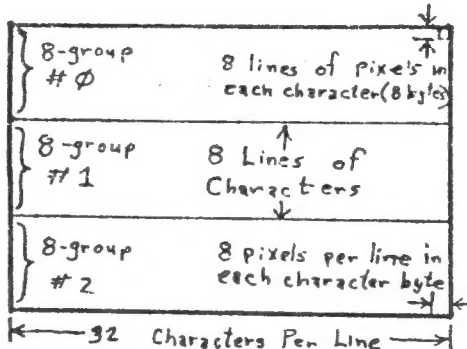 8-group
# Ø
8 lines of pixels in
each character (8 bytes)
8-group
# 1
8 Lines of
Characters
8-group
# 2
8 pixels per line in
each character byte
32 Characters Per Line